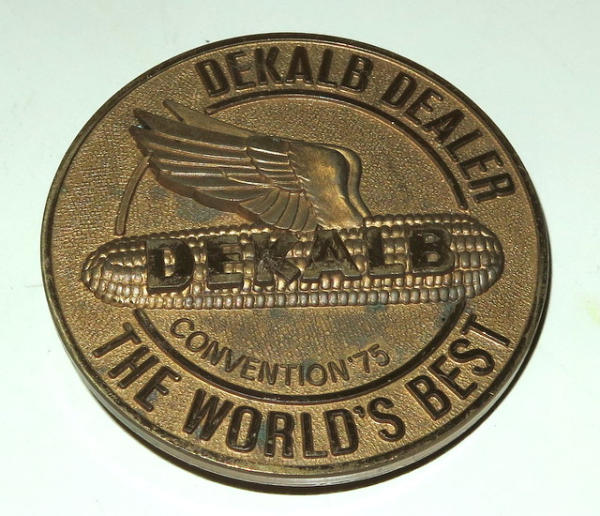 DEKALB DEALER
DEKALB
CONVENTION '75
THE WORLD'S BEST